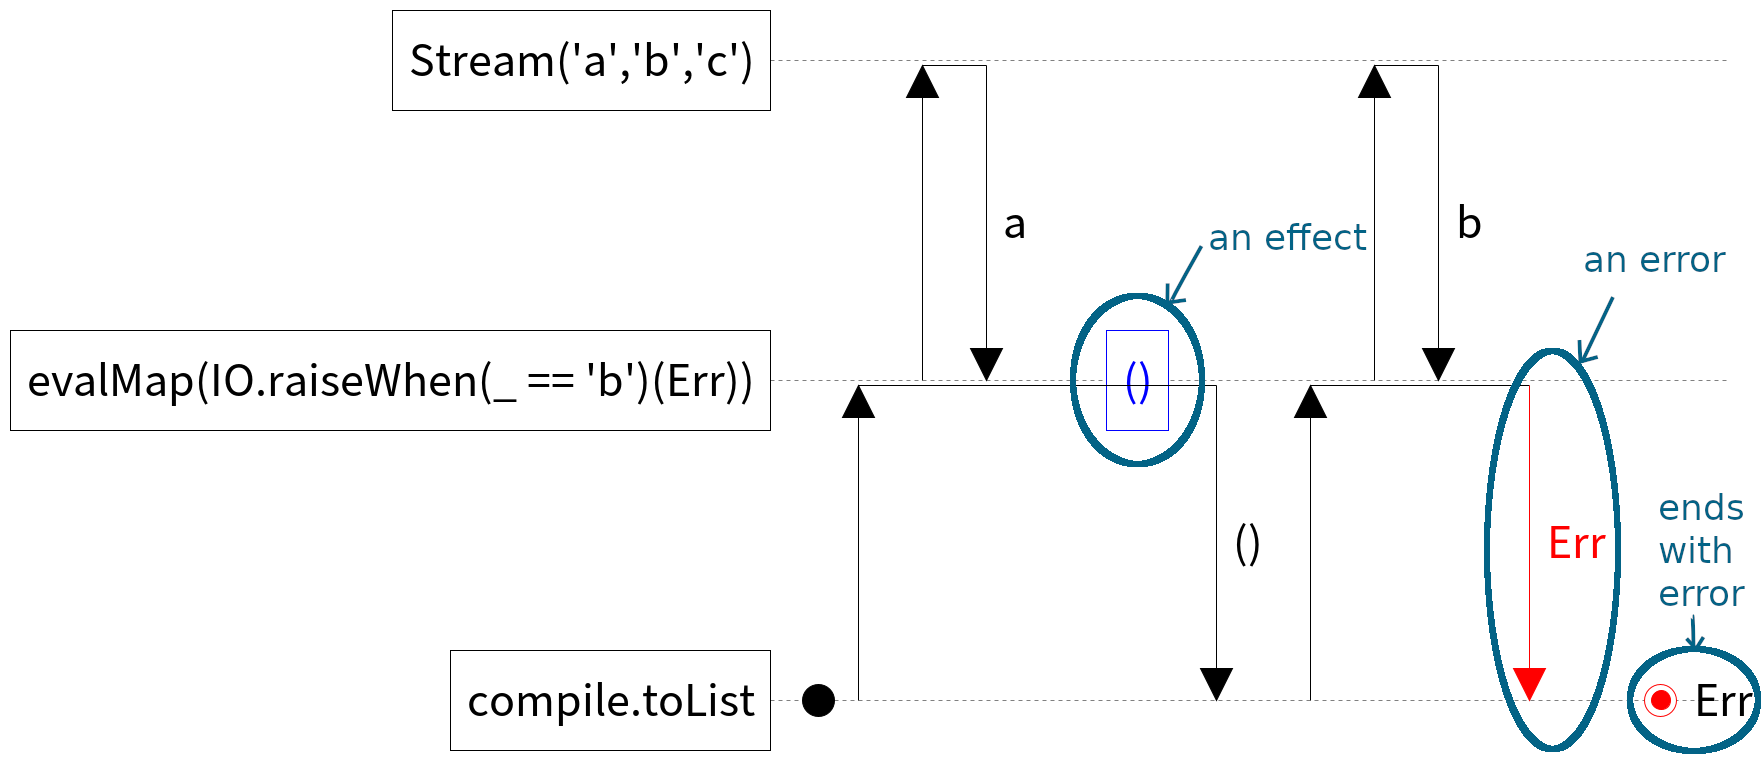 Stream('a','b','c')
a
an effect
b
an error
evalMap(IO.raiseWhen(_ == 'b')(Err))
()
()
Err
ends
with
error
compile.toList
Err